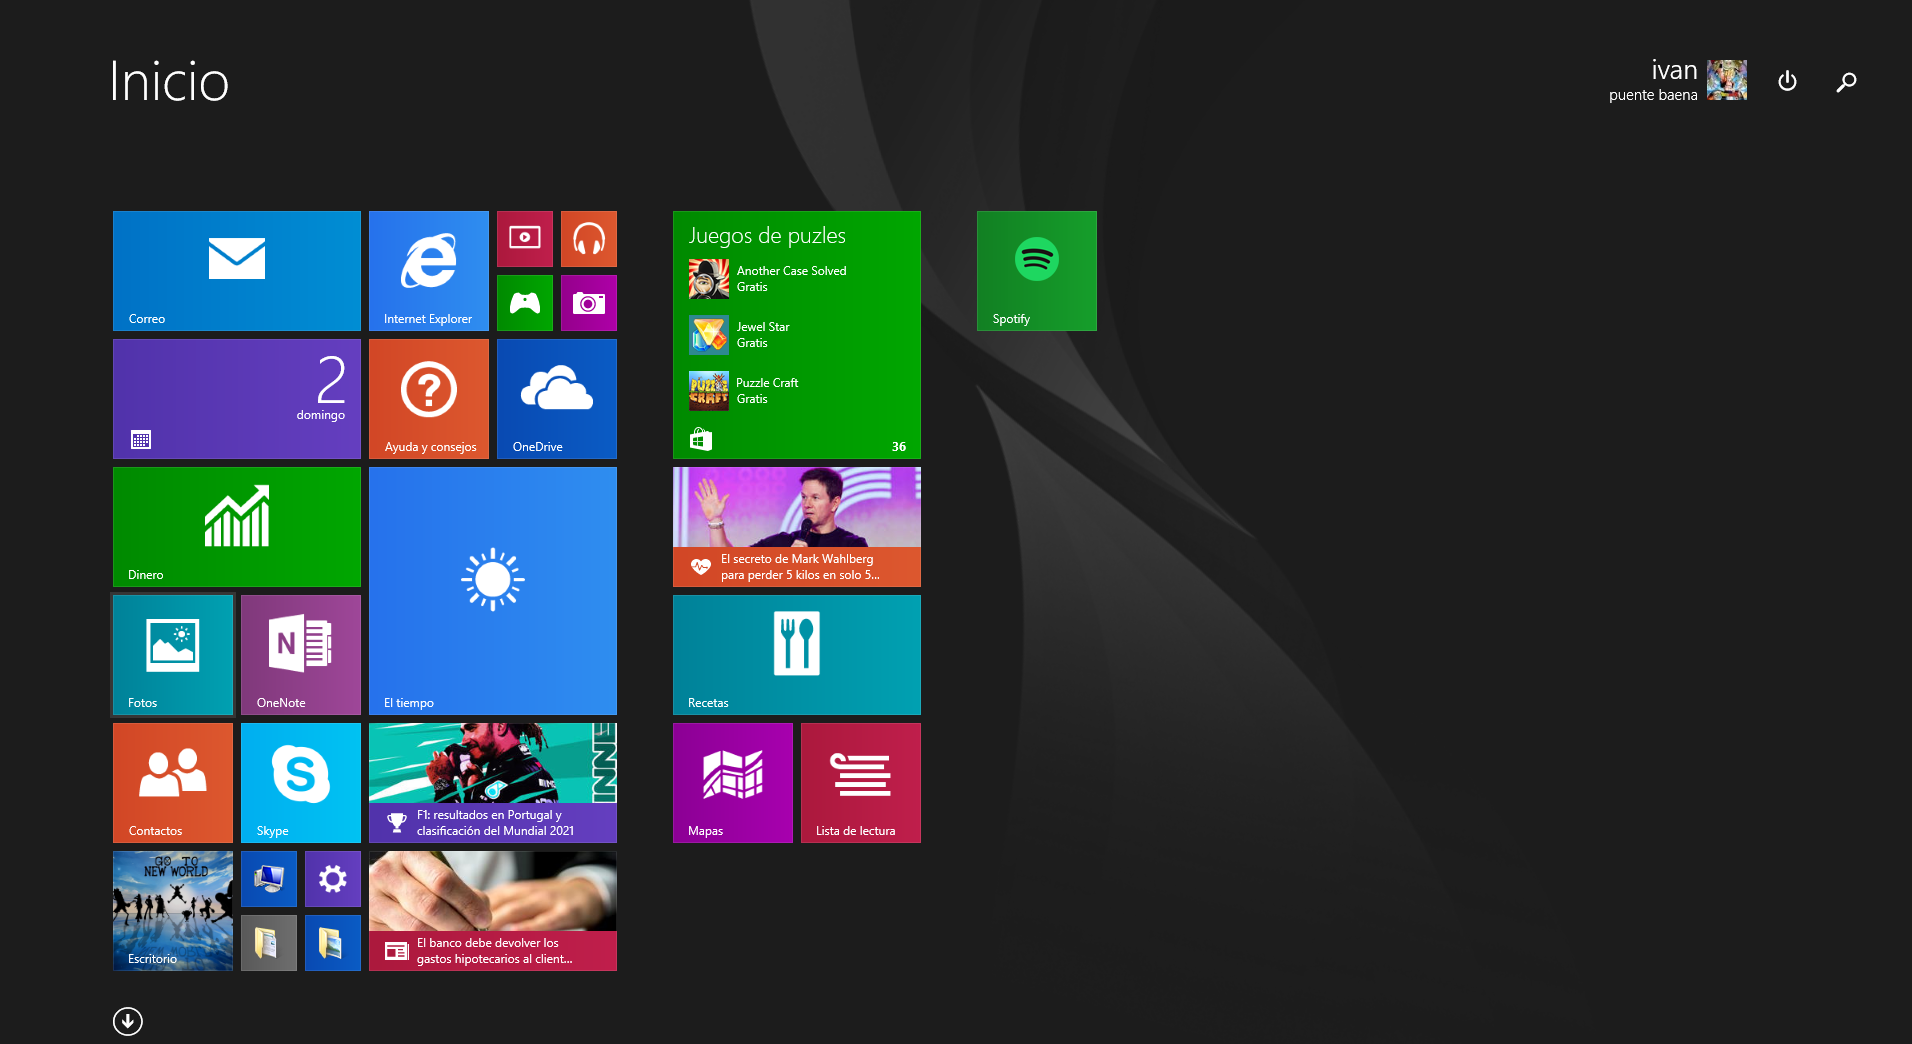 Inicio
ivan
puente baena
Correo
Internet Explorer
2
domingo
Ayuda y consejos
OneDrive
Dinero
Fotos
N
OneNote
El tiempo
Contactos
S
Skype
INNE
F1: resultados en Portugal y
clasificación del Mundial 2021
GO TO
NEW WORLD
Escritorio
El banco debe devolver los
gastos hipotecarios al client...
Juegos de puzles
Another Case Solved
Gratis
Jewel Star
Gratis
PUZZLE
CRAFT
Puzzle Craft
Gratis
36
El secreto de Mark Wahlberg
para perder 5 kilos en solo 5...
Recetas
Mapas
Lista de lectura
Spotify